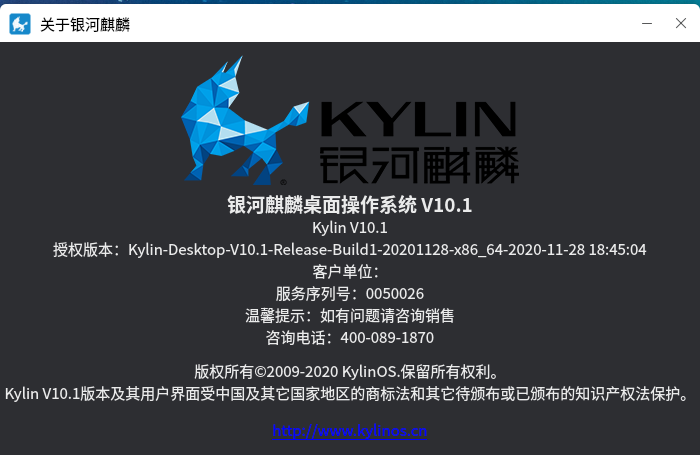 关于银河麒麟
KYLIN
银河麒麟
银河麒麟桌面操作系统 V10.1
Kylin V10.1
授权版本：Kylin-Desktop-V10.1-Release-Build1-20201128-x86_64-2020-11-28 18:45:04
客户单位：
服务序列号：0050026
温馨提示：如有问题请咨询销售
咨询电话：400-089-1870
版权所有©2009-2020 KylinOS.保留所有权利。
Kylin V10.1版本及其用户界面受中国及其它国家地区的商标法和其它待颁布或已颁布的知识产权法保护。
http://www.kylinos.cn